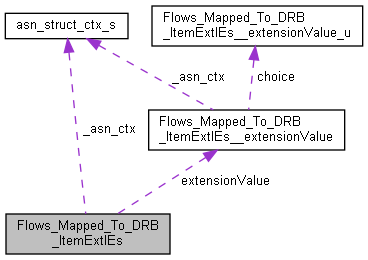 asn_struct_ctx_s
Flows_Mapped_To_DRB
_ItemExtIEs__extensionValue_u
_asn_ctx
choice
Flows_Mapped_To_DRB
_ItemExtIEs__extensionValue
_asn_ctx
extensionValue
Flows_Mapped_To_DRB
_ItemExtIEs